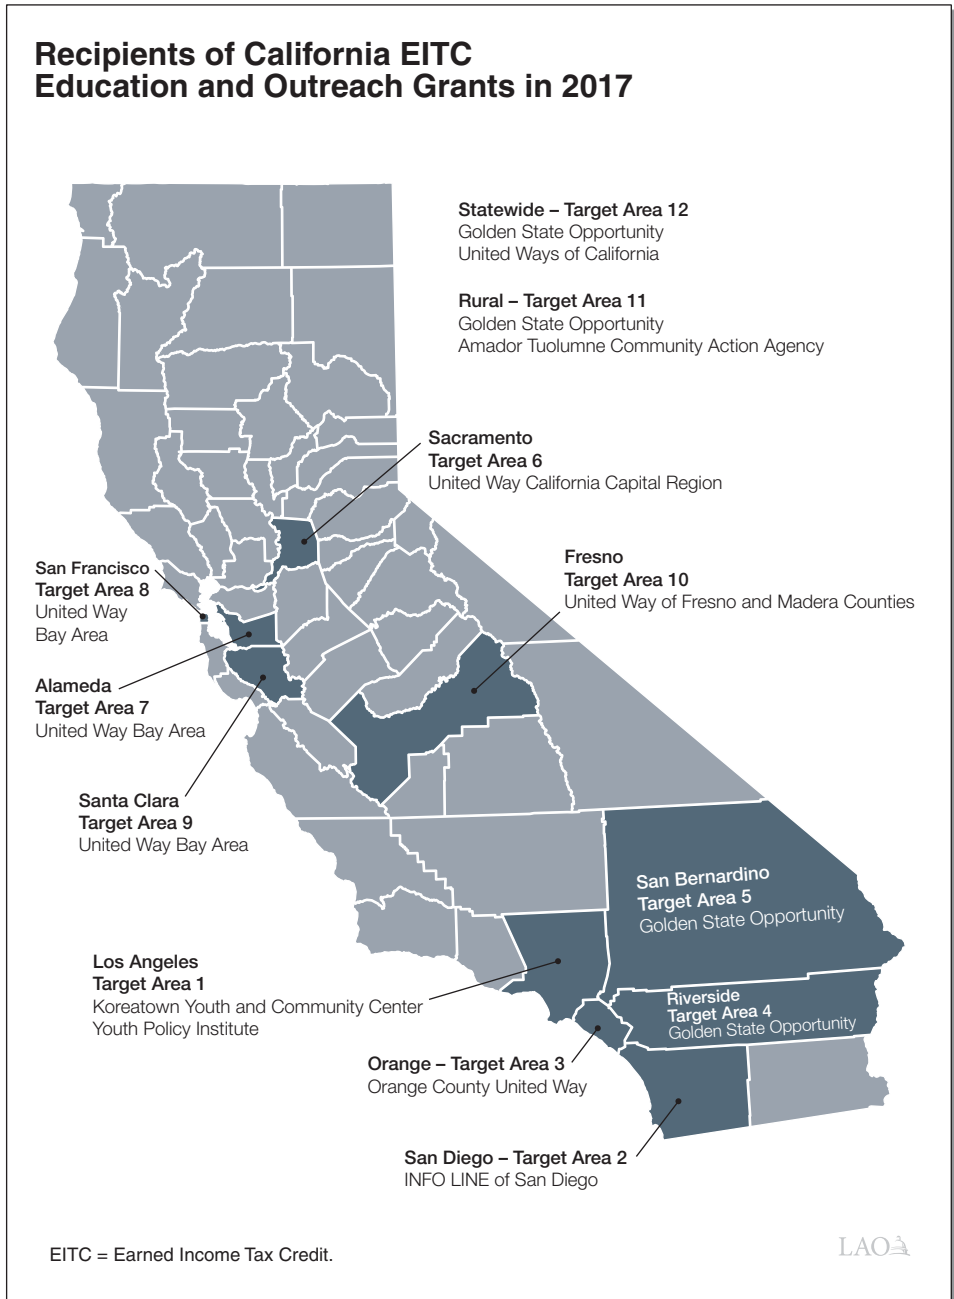 Recipients of California EITC
Education and Outreach Grants in 2017
Statewide – Target Area 12
Golden State Opportunity
United Ways of California
Rural – Target Area 11
Golden State Opportunity
Amador Tuolumne Community Action Agency
Sacramento
Target Area 6
United Way California Capital Region
Fresno
Target Area 10
United Way of Fresno and Madera Counties
San Francisco
Target Area 8
United Way
Bay Area
Alameda
Target Area 7
United Way Bay Area
Santa Clara
Target Area 9
United Way Bay Area
San Bernardino
Target Area 5
Golden State Opportunity
Los Angeles
Target Area 1
Koreatown Youth and Community Center
Youth Policy Institute
Riverside
Target Area 4
Golden State Opportunity
Orange – Target Area 3
Orange County United Way
San Diego – Target Area 2
INFO LINE of San Diego
EITC = Earned Income Tax Credit.
LAO